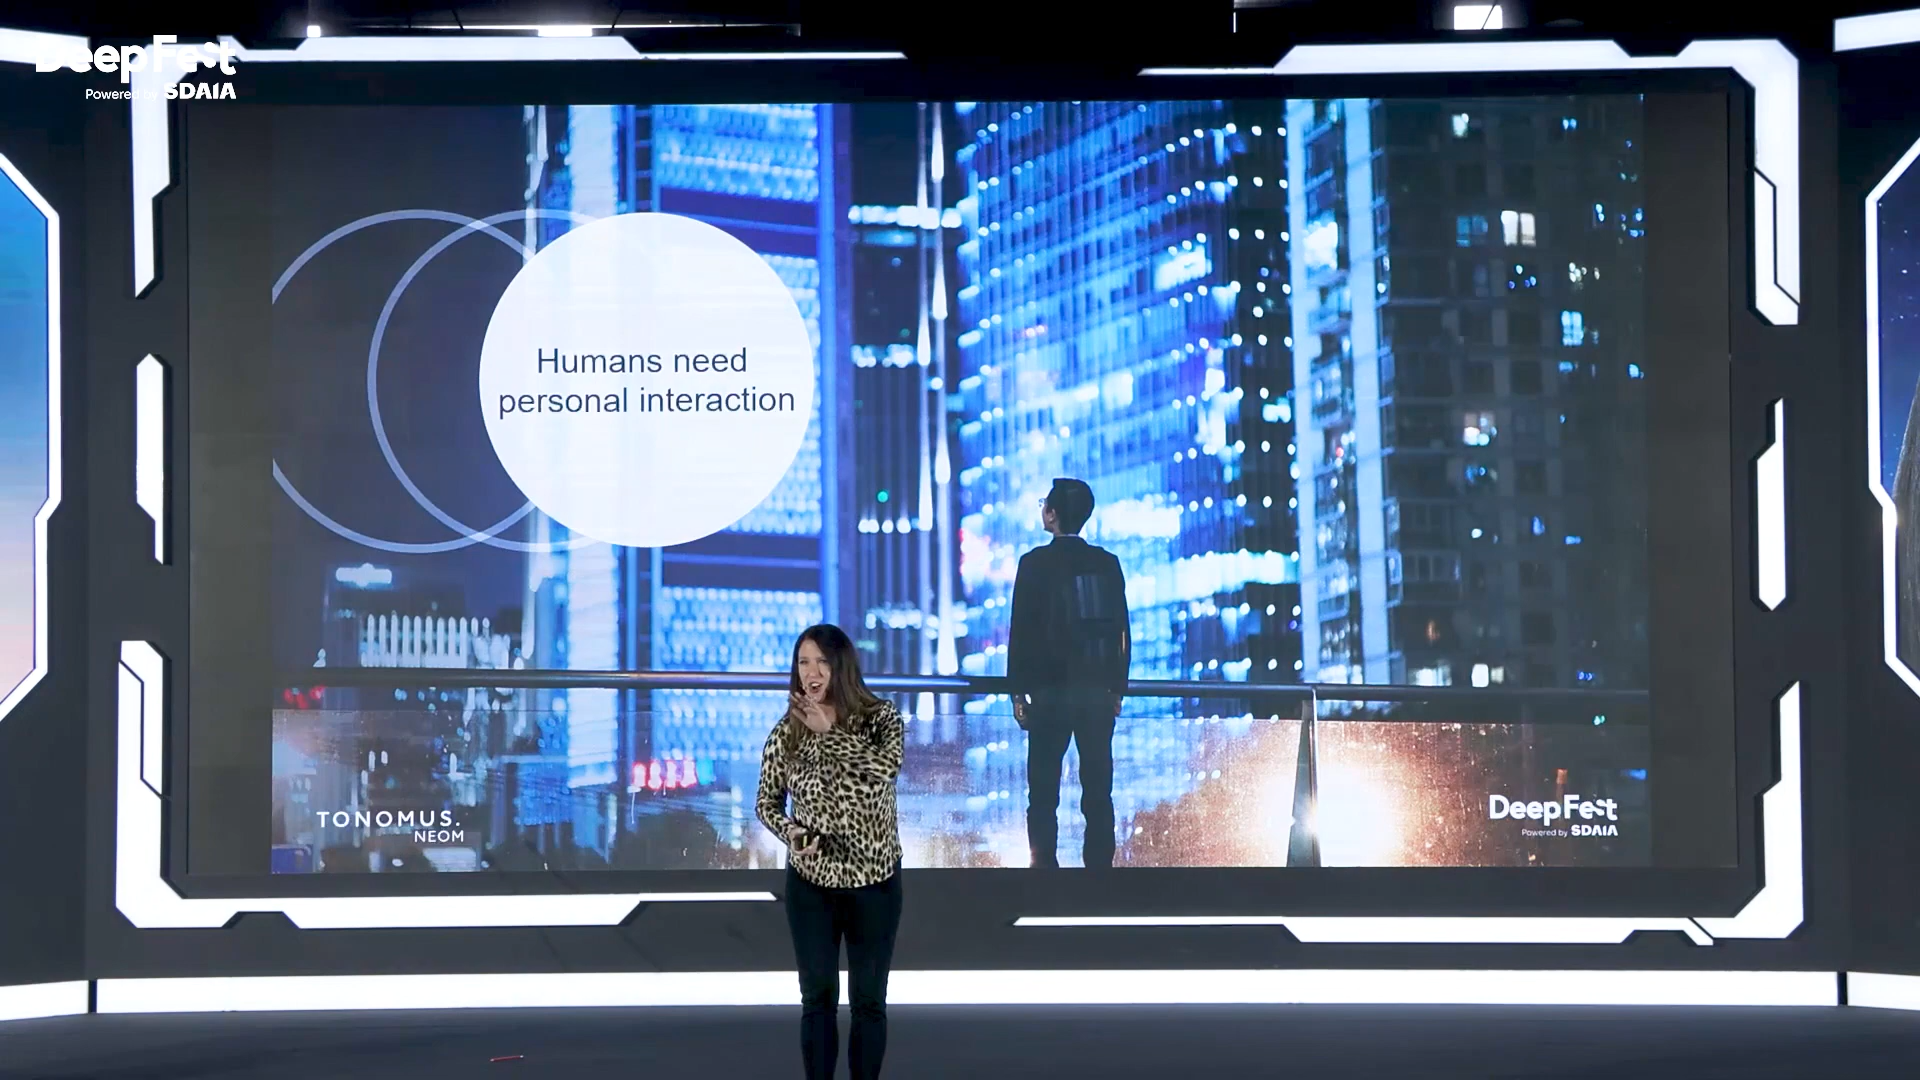 DeepFest
Powered by SDAIA
Humans need
personal interaction
TONOMUS.
NEOM
DeepFest
Powered by SDAIA